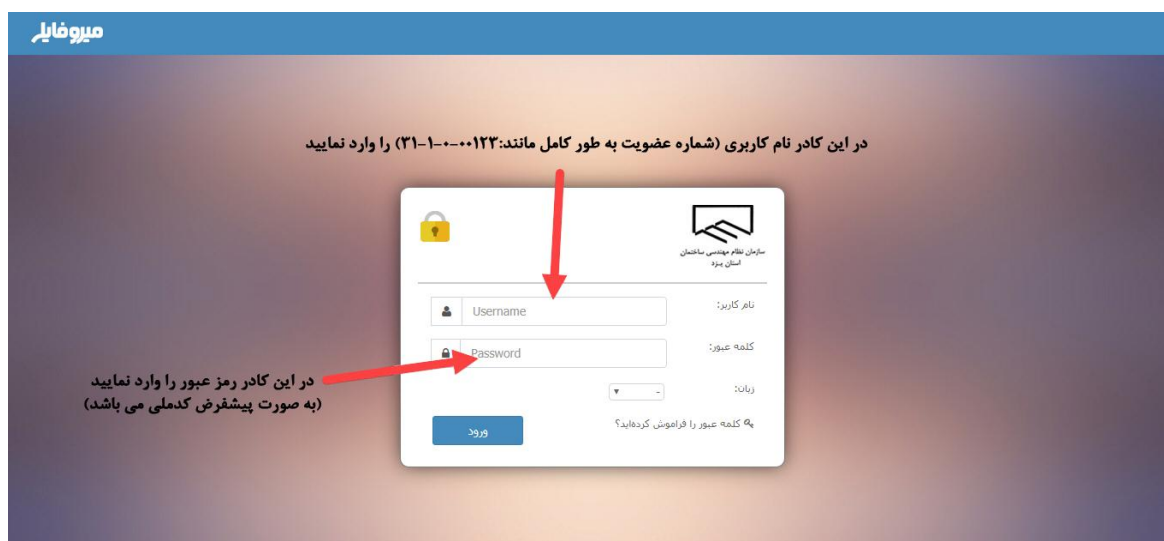 میروفایل
در این کادر نام کاربری (شماره عضویت به طور کامل مانند:۰۰۱۲۳-۰-۱-۳۱) را وارد نمایید
سازمان نظام مهندسی ساختمان
استان یزد
نام کاربر:
Username
کلمه عبور:
Password
در این کادر رمز عبور را وارد نمایید
(به صورت پیشفرض کدملی می باشد)
زبان:
-
کلمه عبور را فراموش کرده‌اید؟
ورود